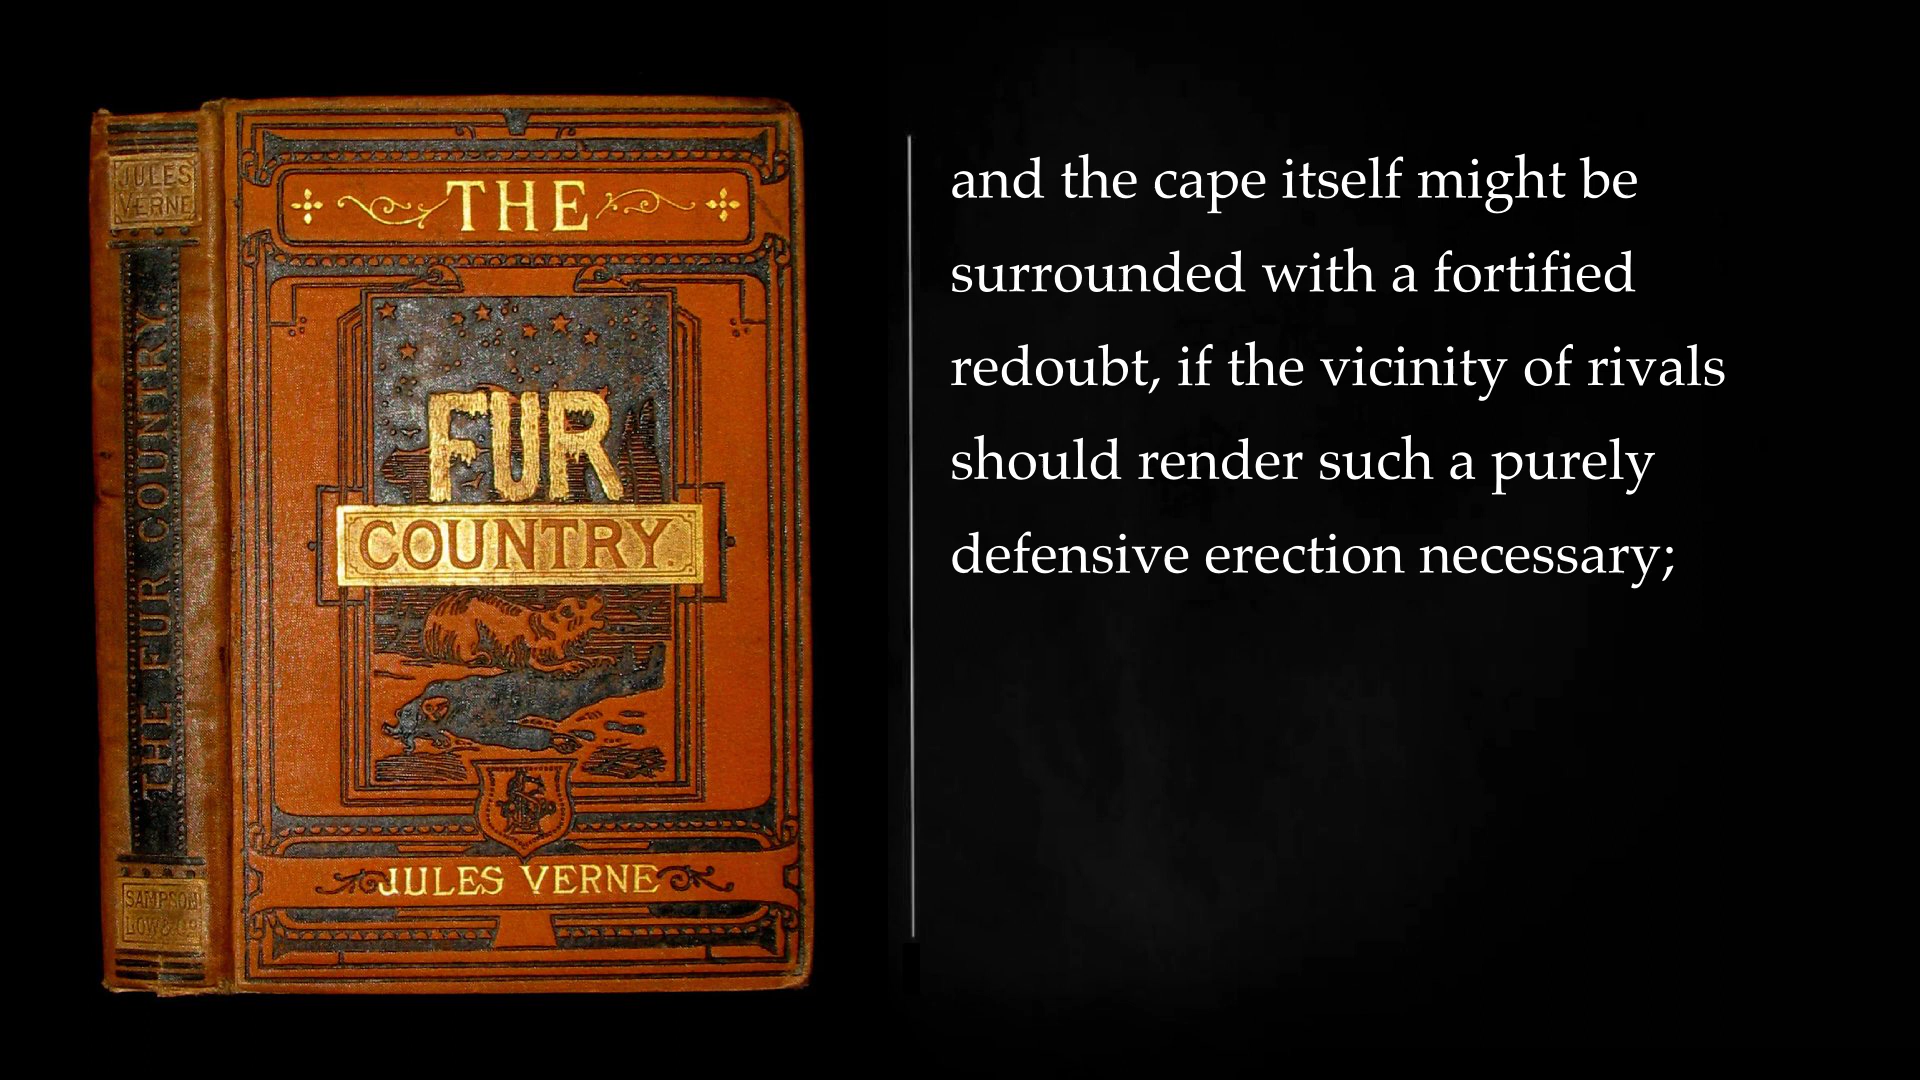 JULES
VERNE
THE FUR COUNTRY.
SAMPSON
LOW & Co
THE
FUR
COUNTRY.
JULES VERNE
and the cape itself might be
surrounded with a fortified
redoubt, if the vicinity of rivals
should render such a purely
defensive erection necessary;